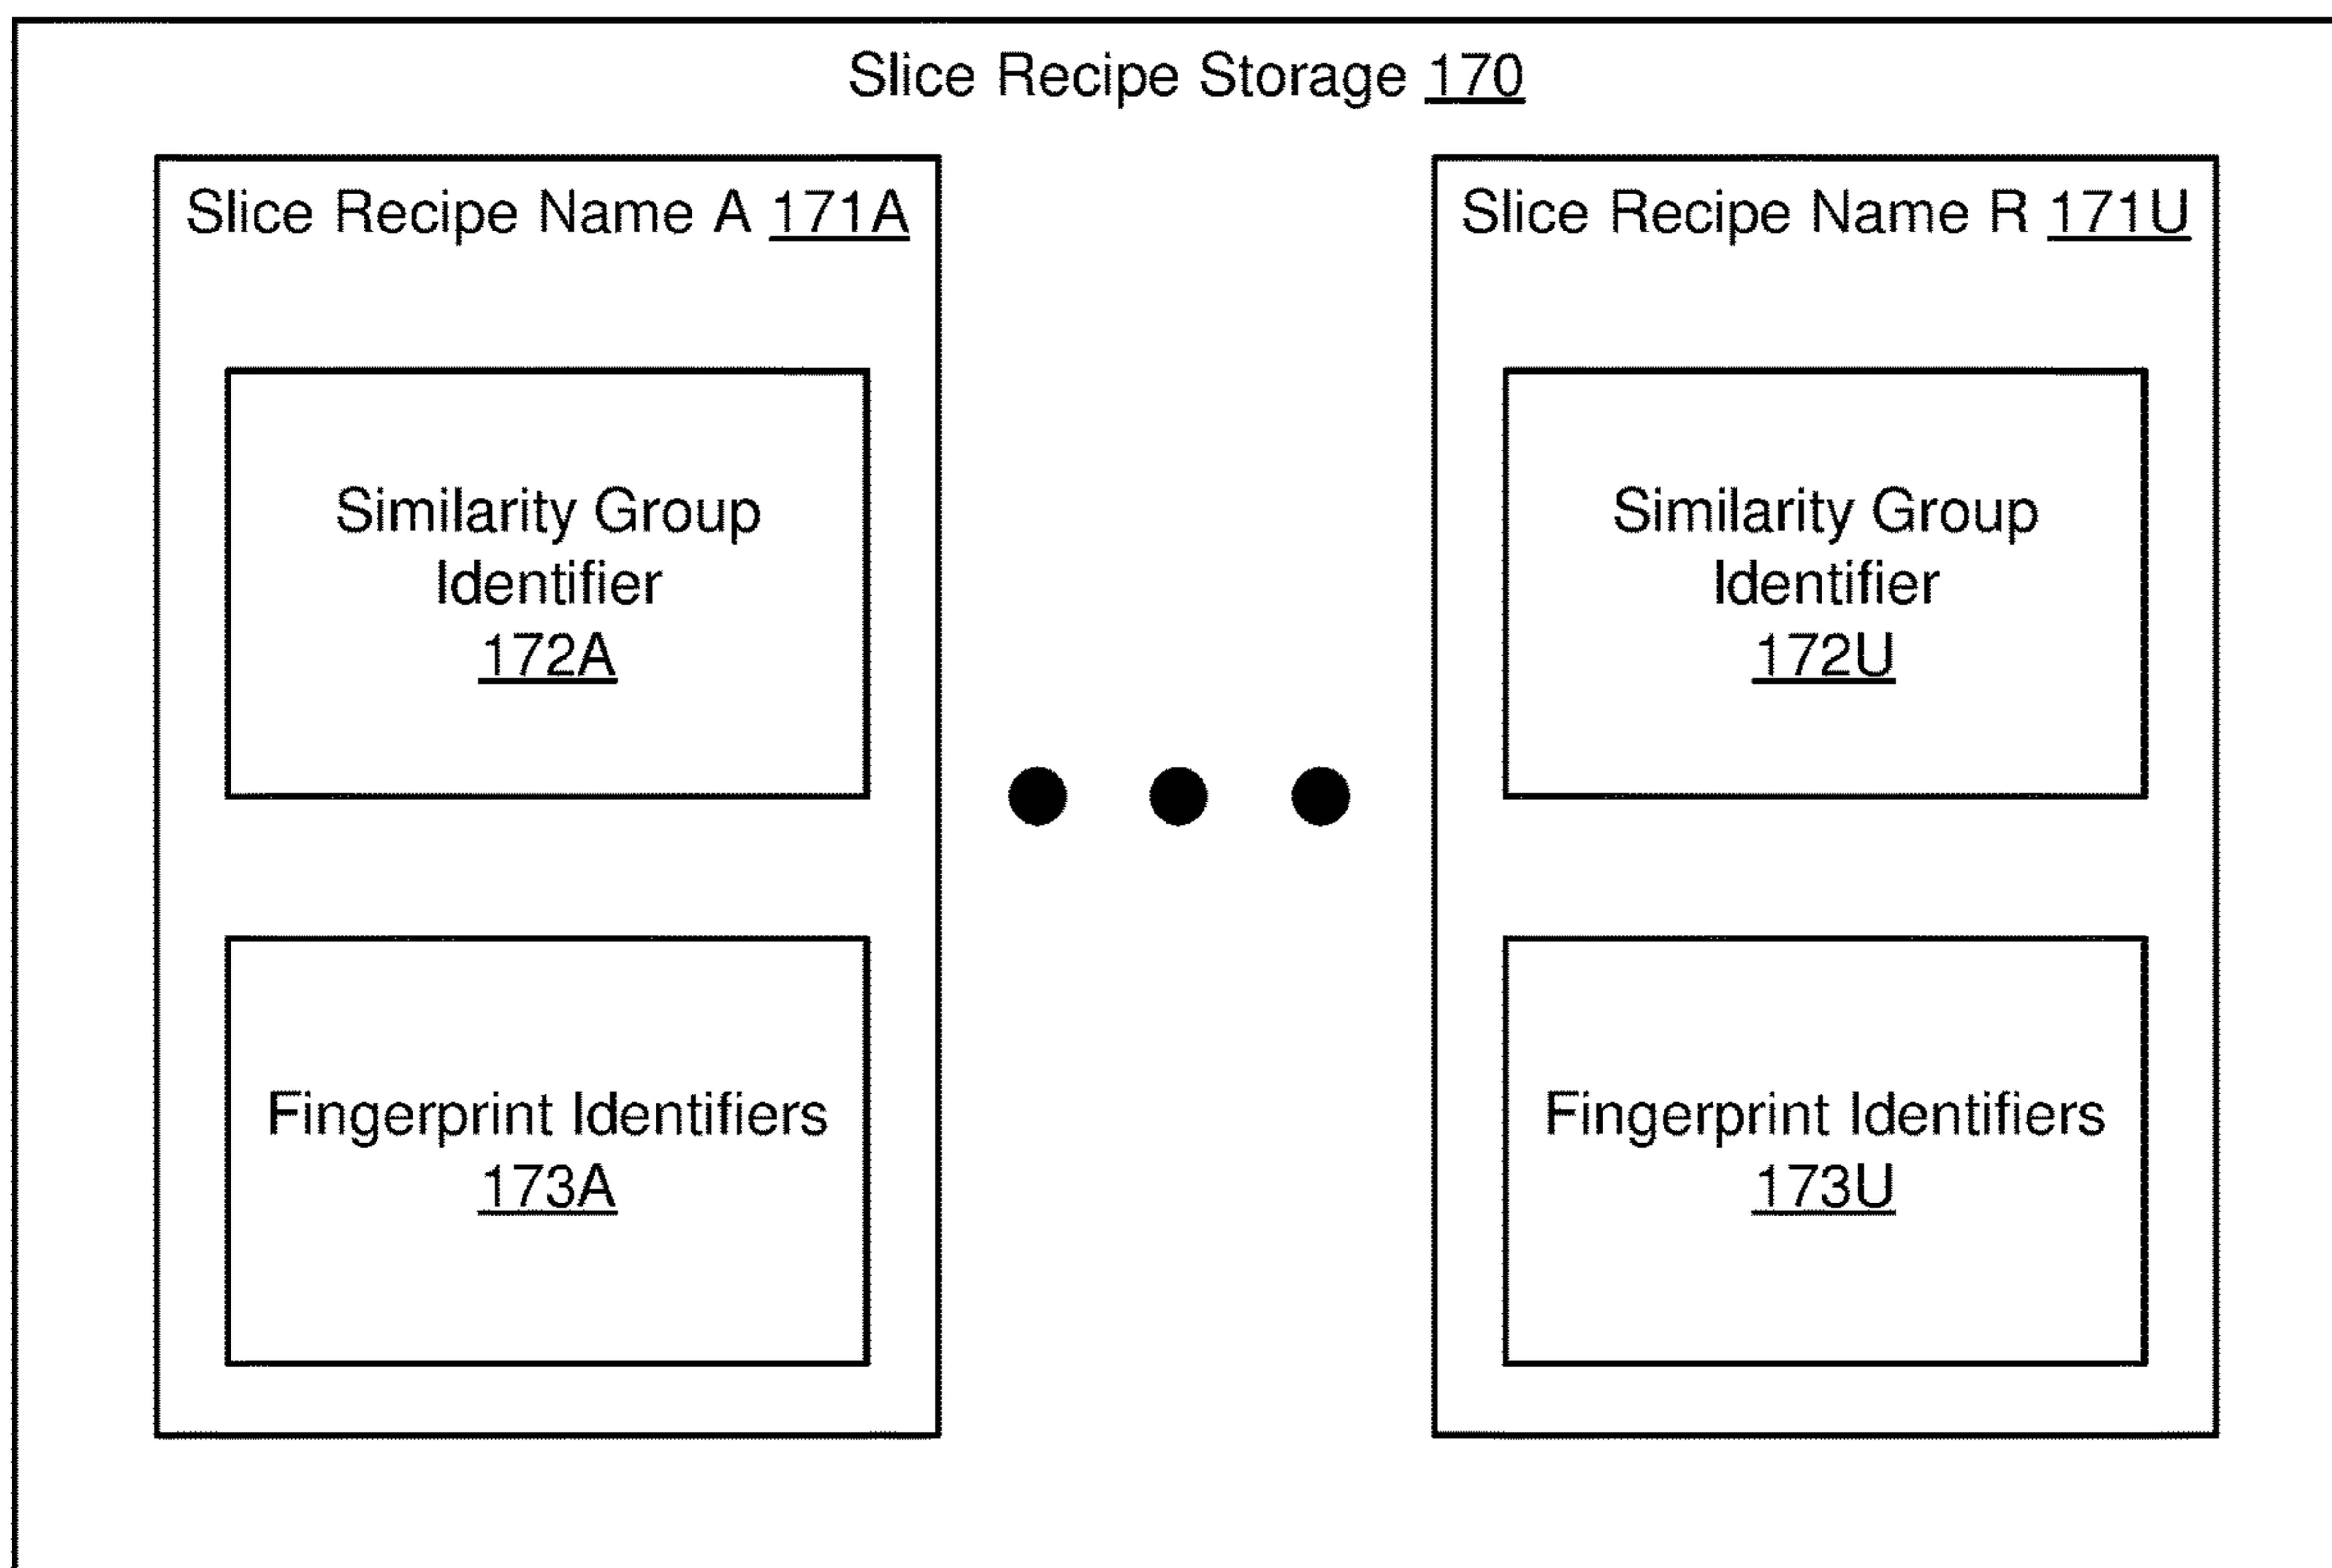 Slice Recipe Storage 170
Slice Recipe Name A 171A
Similarity Group
Identifier
172A
Fingerprint Identifiers
173A
Slice Recipe Name R 171U
Similarity Group
Identifier
172U
Fingerprint Identifiers
173U